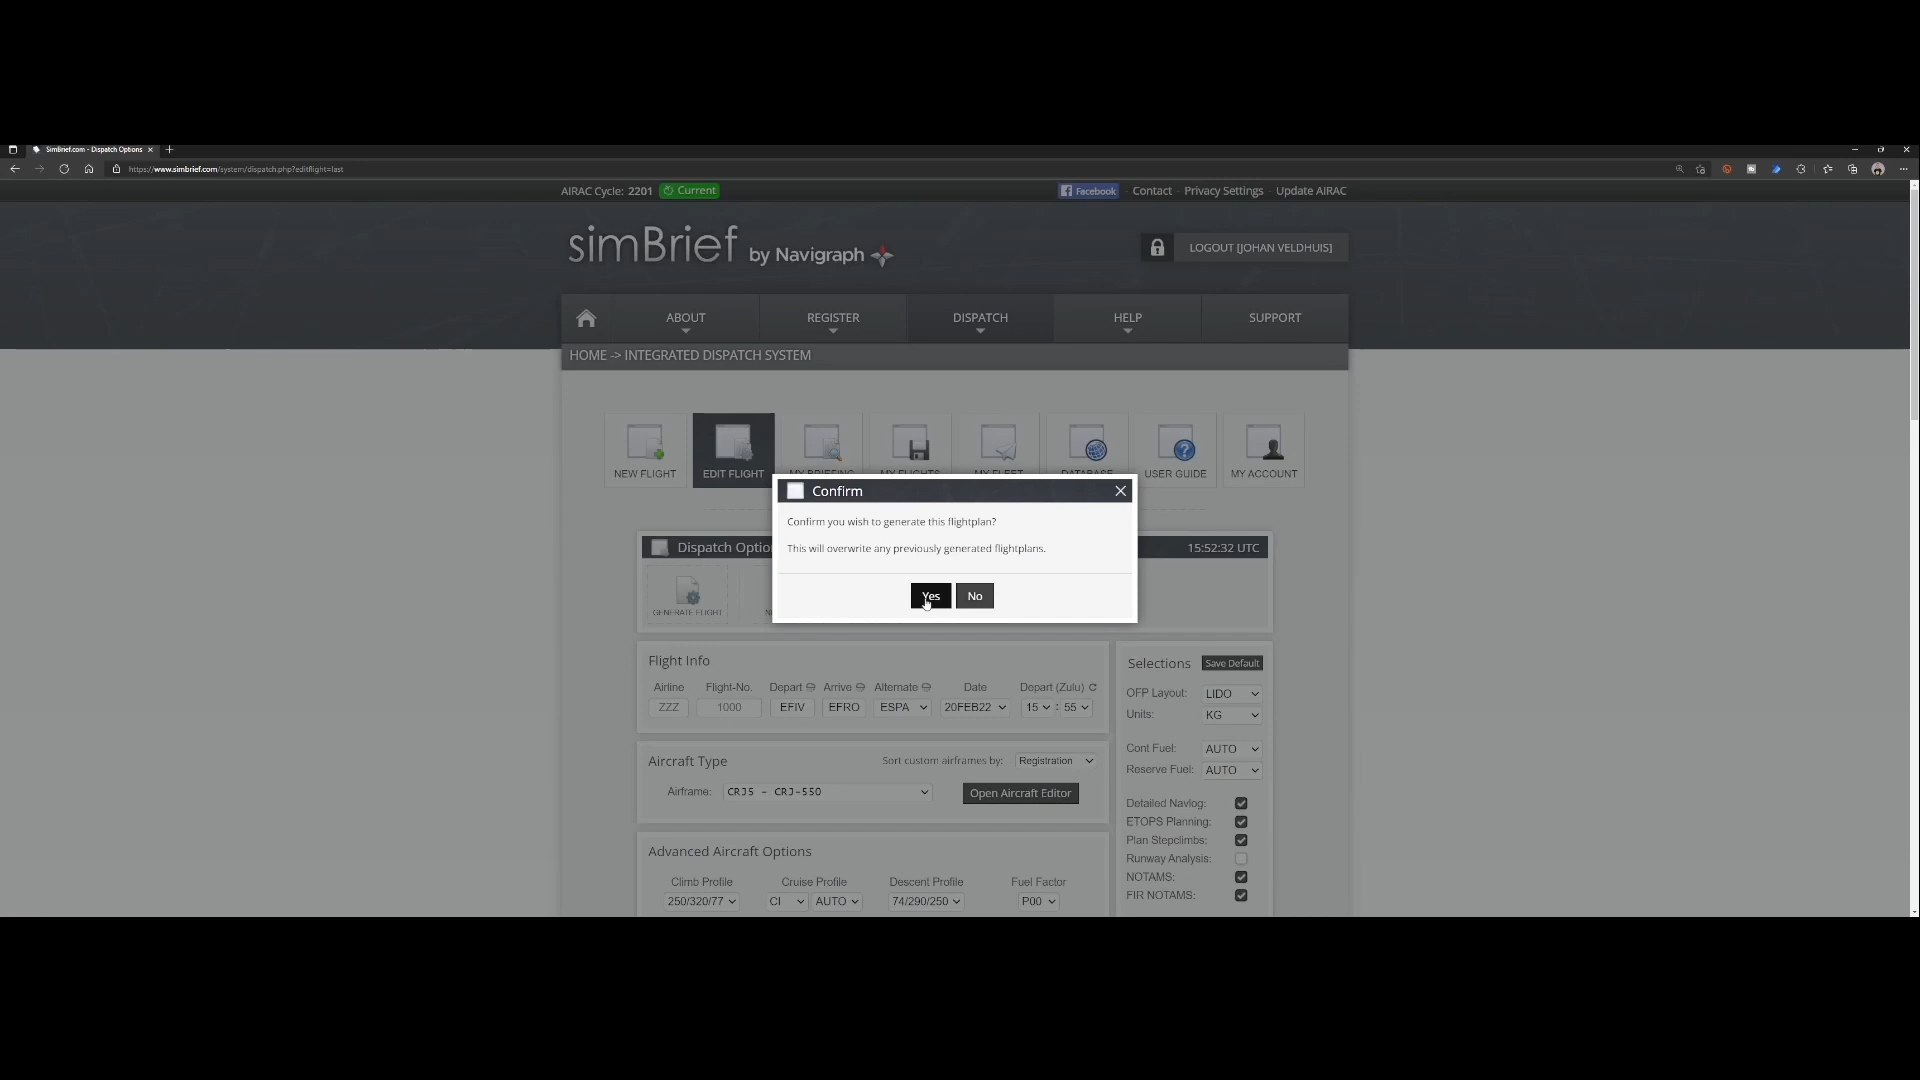 SimBrief.com - Dispatch Options
https://www.simbrief.com/system/dispatch.php?editflight=last
AIRAC Cycle: 2201 Current
Facebook · Contact · Privacy Settings · Update AIRAC
simBrief by Navigraph
LOGOUT [JOHAN VELDHUIS]
ABOUT REGISTER DISPATCH HELP SUPPORT
HOME -> INTEGRATED DISPATCH SYSTEM
NEW FLIGHT EDIT FLIGHT MY BRIEFING MY FLIGHTS MY FLEET DATABASE USER GUIDE MY ACCOUNT
Confirm
Confirm you wish to generate this flightplan?
This will overwrite any previously generated flightplans.
Yes No
Dispatch Optio 15:52:32 UTC
GENERATE FLIGHT
Flight Info
Airline Flight-No. Depart Arrive Alternate Date Depart (Zulu)
ZZZ 1000 EFIV EFRO ESPA 20FEB22 15 : 55
Aircraft Type Sort custom airframes by: Registration
Airframe: CRJ5 - CRJ-550 Open Aircraft Editor
Advanced Aircraft Options
Climb Profile Cruise Profile Descent Profile Fuel Factor
250/320/77 CI AUTO 74/290/250 P00
Selections Save Default
OFP Layout: LIDO
Units: KG
Cont Fuel: AUTO
Reserve Fuel: AUTO
Detailed Navlog:
ETOPS Planning:
Plan Stepclimbs:
Runway Analysis:
NOTAMS:
FIR NOTAMS: